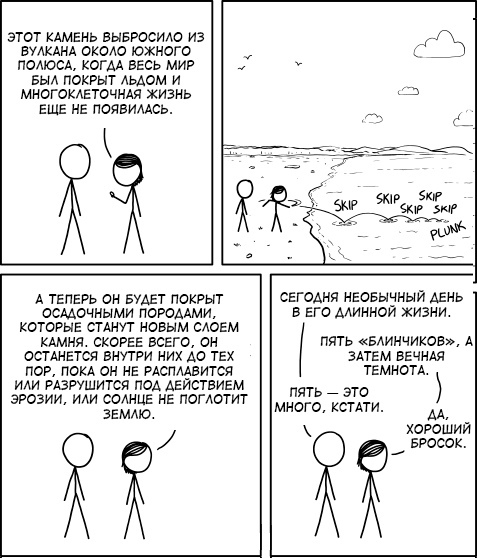 ЭТОТ КАМЕНЬ ВЫБРОСИЛО ИЗ
ВУЛКАНА ОКОЛО ЮЖНОГО
ПОЛЮСА, КОГДА ВЕСЬ МИР
БЫЛ ПОКРЫТ ЛЬДОМ И
МНОГОКЛЕТОЧНАЯ ЖИЗНЬ
ЕЩЕ НЕ ПОЯВИЛАСЬ.
SKIP
SKIP
SKIP
SKIP
SKIP
PLUNK
А ТЕПЕРЬ ОН БУДЕТ ПОКРЫТ
ОСАДОЧНЫМИ ПОРОДАМИ,
КОТОРЫЕ СТАНУТ НОВЫМ СЛОЕМ
КАМНЯ. СКОРЕЕ ВСЕГО, ОН
ОСТАНЕТСЯ ВНУТРИ НИХ ДО ТЕХ
ПОР, ПОКА ОН НЕ РАСПЛАВИТСЯ
ИЛИ РАЗРУШИТСЯ ПОД ДЕЙСТВИЕМ
ЭРОЗИИ, ИЛИ СОЛНЦЕ НЕ ПОГЛОТИТ
ЗЕМЛЮ.
СЕГОДНЯ НЕОБЫЧНЫЙ ДЕНЬ
В ЕГО ДЛИННОЙ ЖИЗНИ.
ПЯТЬ «БЛИНЧИКОВ», А
ЗАТЕМ ВЕЧНАЯ
ТЕМНОТА.
ПЯТЬ — ЭТО
МНОГО, КСТАТИ.
ДА,
ХОРОШИЙ
БРОСОК.